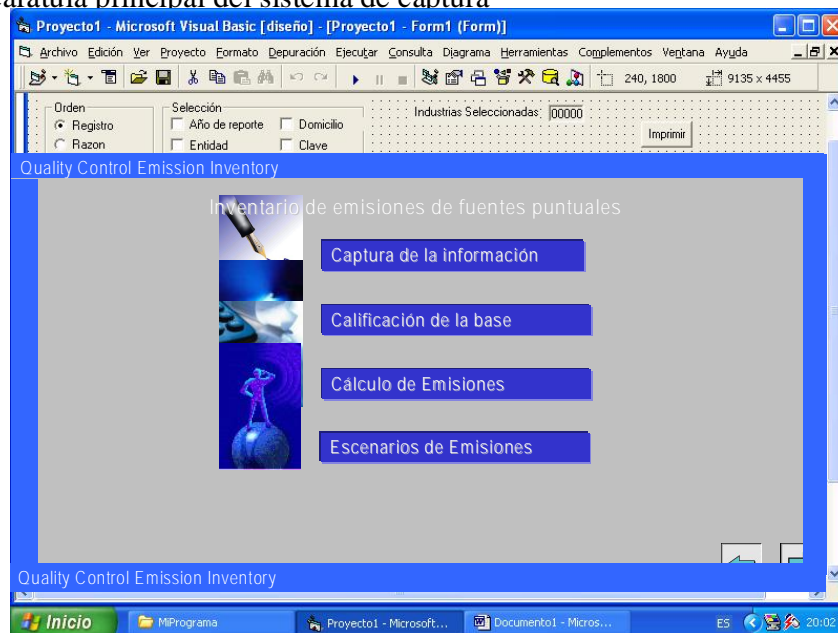 caratula principal del sistema de captura
Proyecto1 - Microsoft Visual Basic [diseño] - [Proyecto1 - Form1 (Form)]
Archivo Edición Ver Proyecto Formato Depuración Ejecutar Consulta Diagrama Herramientas Complementos Ventana Ayuda
240, 1800 9135 x 4455
Orden Selección Industrias Seleccionadas 00000
Registro Año de reporte Domicilio Imprimir
Razon Entidad Clave
Quality Control Emission Inventory
Inventario de emisiones de fuentes puntuales
Captura de la información
Calificación de la base
Cálculo de Emisiones
Escenarios de Emisiones
Quality Control Emission Inventory
Inicio MiPrograma Proyecto1 - Microsoft... Documento1 - Micros... ES 20:02